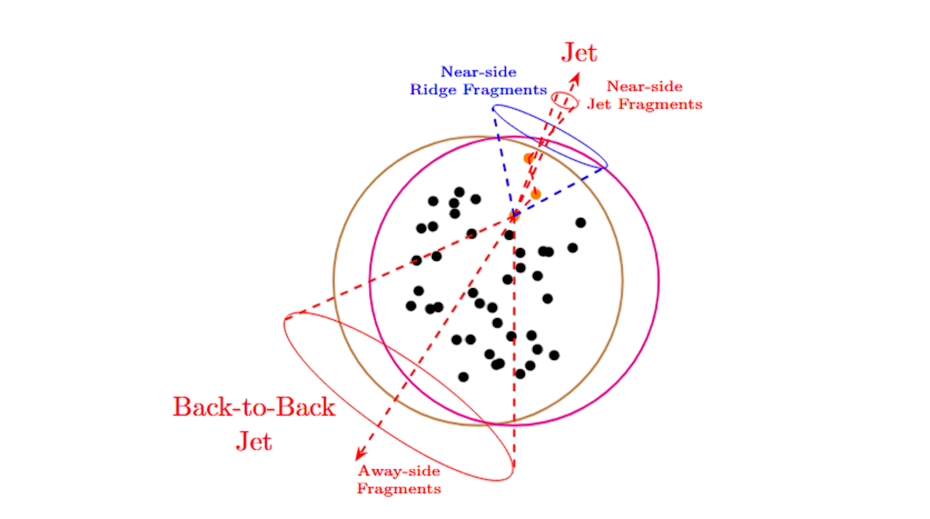 Jet
Near-side
Ridge Fragments
Near-side
Jet Fragments
Back-to-Back
Jet
Away-side
Fragments